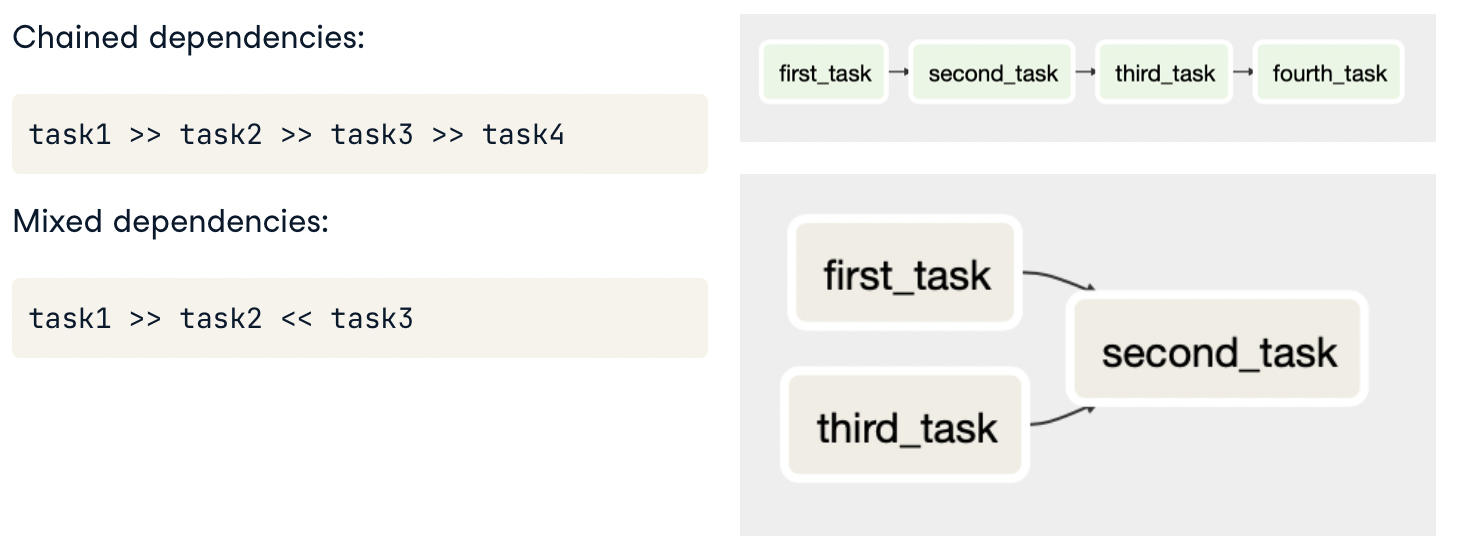 Chained dependencies:
task1 >> task2 >> task3 >> task4
Mixed dependencies:
task1 >> task2 << task3
first_task
second_task
third_task
fourth_task
first_task
second_task
third_task